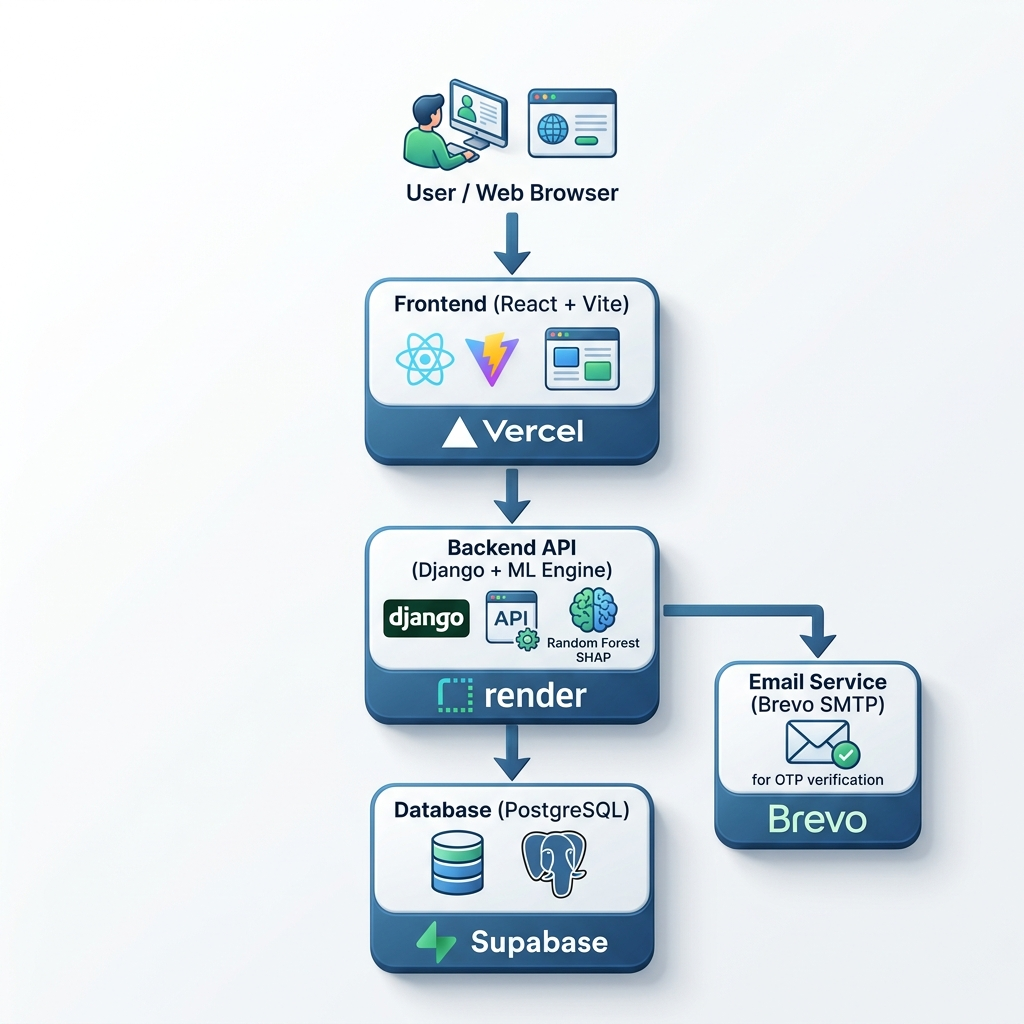 User / Web Browser
Frontend (React + Vite)
Vercel
Backend API
(Django + ML Engine)
django
API
Random Forest
SHAP
render
Email Service
(Brevo SMTP)
for OTP verification
Brevo
Database (PostgreSQL)
Supabase